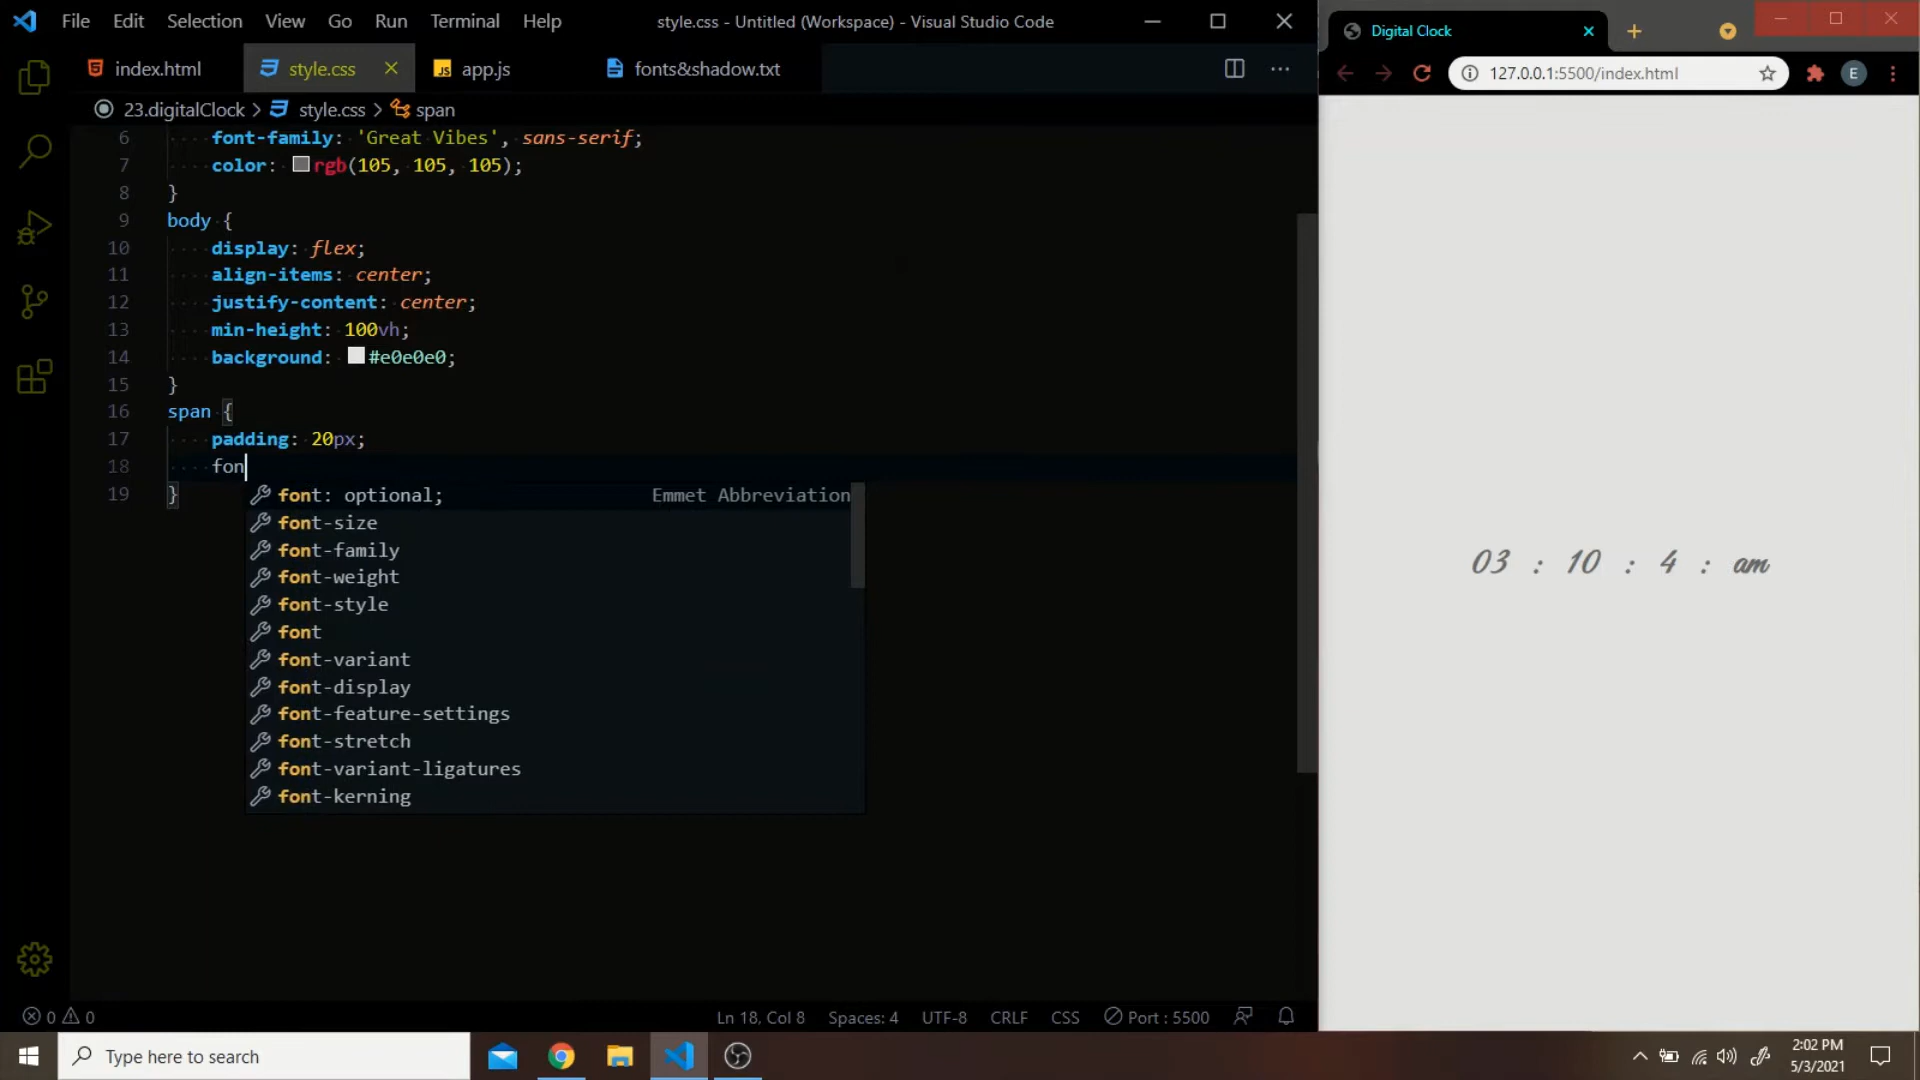 File Edit Selection View Go Run Terminal Help style.css - Untitled (Workspace) - Visual Studio Code
index.html style.css app.js fonts&shadow.txt
23.digitalClock > style.css > span
6 font-family: 'Great Vibes', sans-serif;
7 color: rgb(105, 105, 105);
8 }
9 body {
10 display: flex;
11 align-items: center;
12 justify-content: center;
13 min-height: 100vh;
14 background: #e0e0e0;
15 }
16 span {
17 padding: 20px;
18 fon
19 }
font: optional; Emmet Abbreviation
font-size
font-family
font-weight
font-style
font
font-variant
font-display
font-feature-settings
font-stretch
font-variant-ligatures
font-kerning
0 0 Ln 18, Col 8 Spaces: 4 UTF-8 CRLF CSS Port : 5500
Digital Clock
127.0.0.1:5500/index.html E
03 : 10 : 4 : am
Type here to search
2:02 PM
5/3/2021